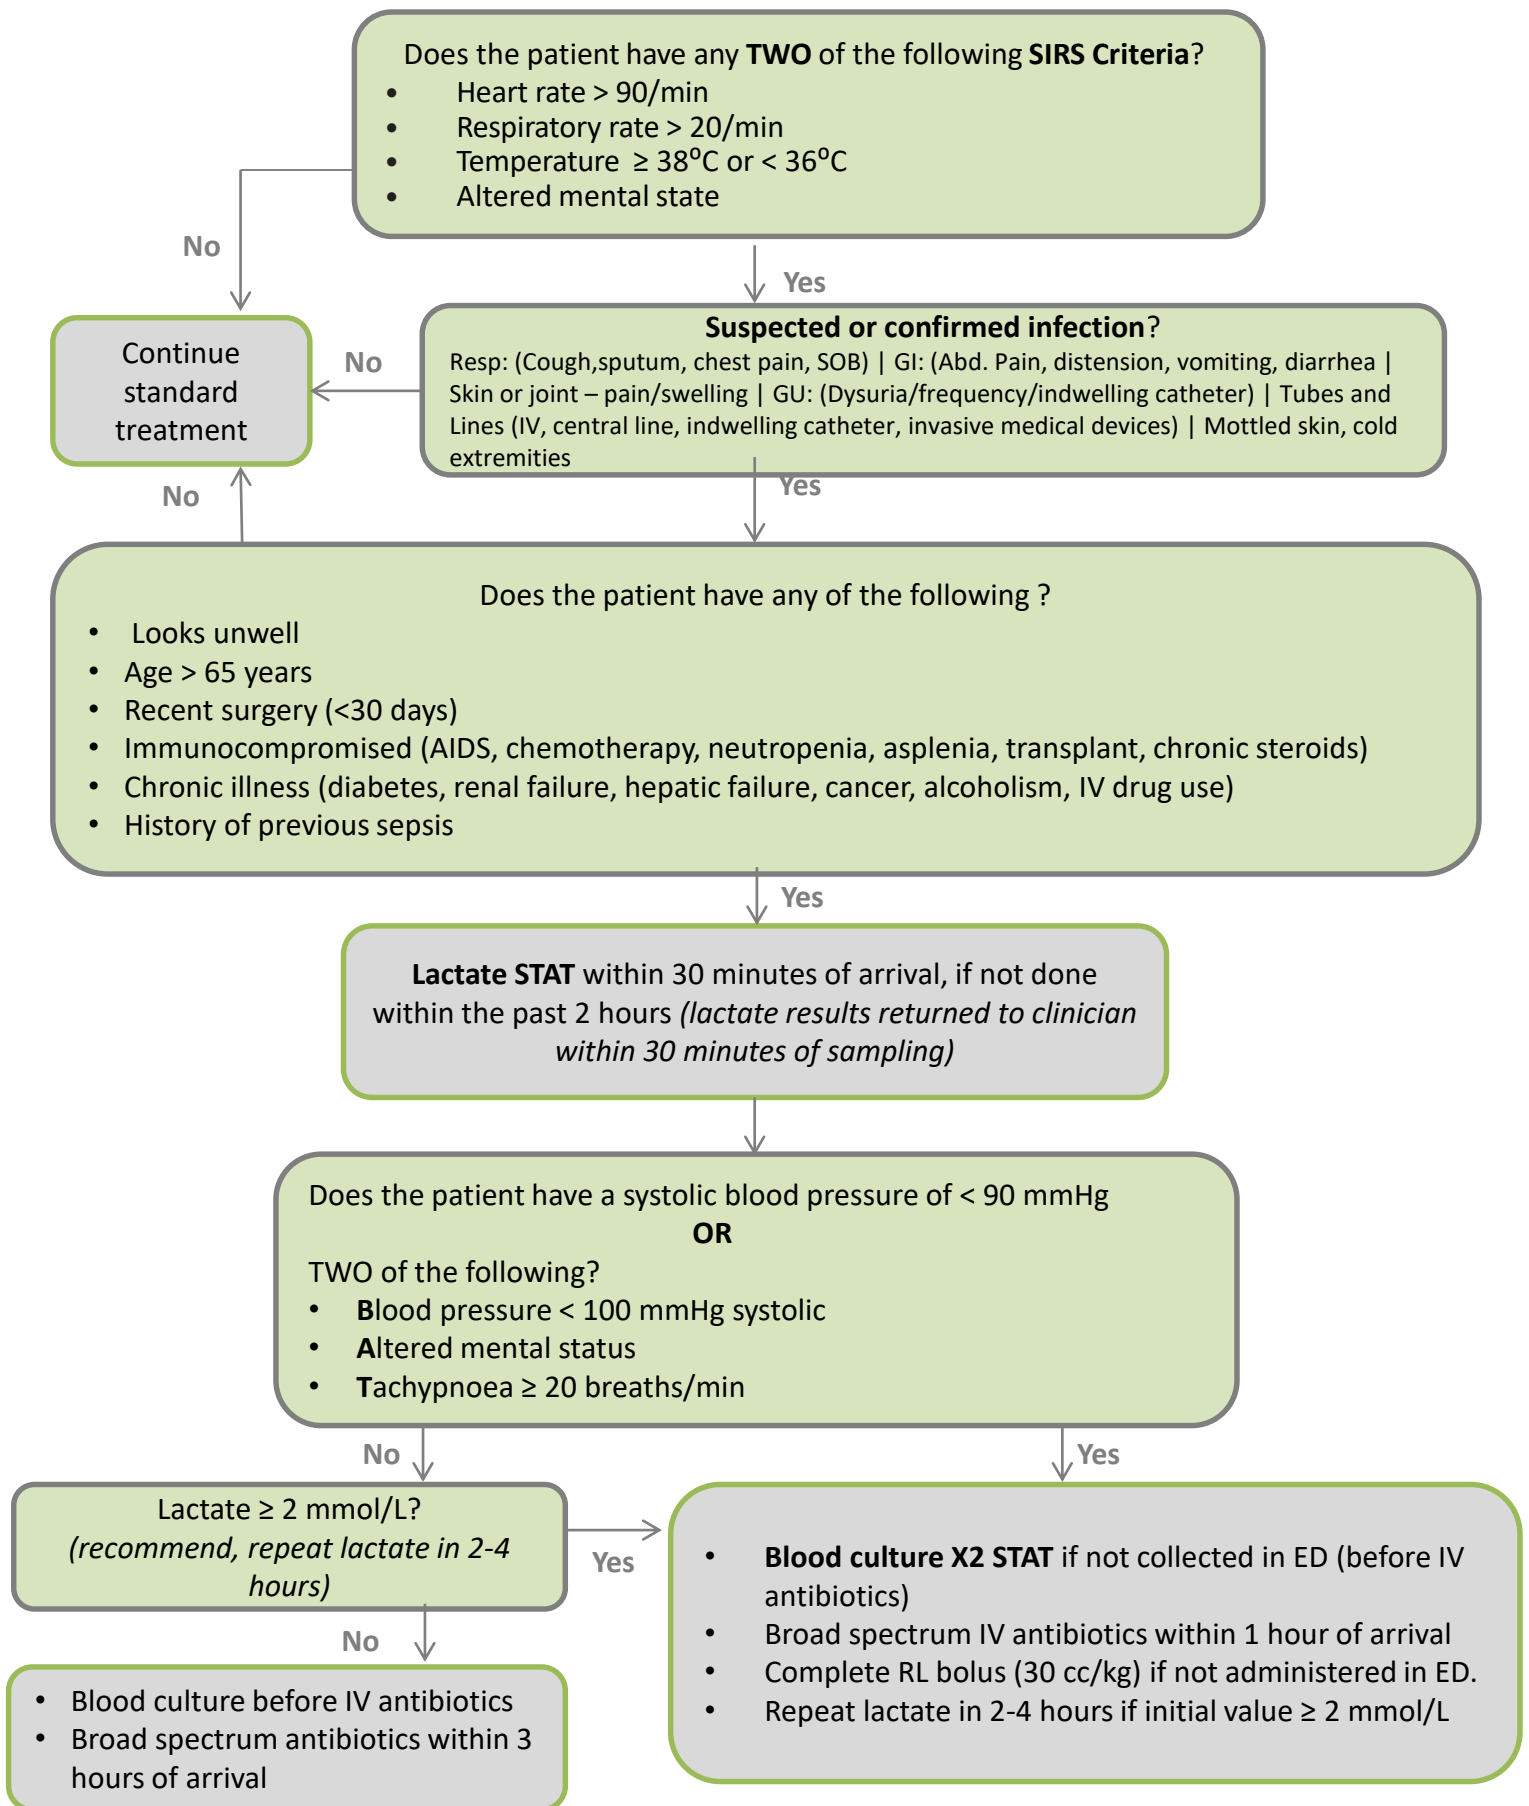 Does the patient have any TWO of the following SIRS Criteria?
• Heart rate > 90/min
• Respiratory rate > 20/min
• Temperature ≥ 38⁰C or < 36⁰C
• Altered mental state
No
Yes
Continue
standard
treatment
No
Suspected or confirmed infection?
Resp: (Cough,sputum, chest pain, SOB) | GI: (Abd. Pain, distension, vomiting, diarrhea |
Skin or joint – pain/swelling | GU: (Dysuria/frequency/indwelling catheter) | Tubes and
Lines (IV, central line, indwelling catheter, invasive medical devices) | Mottled skin, cold
extremities
No
Yes
Does the patient have any of the following ?
• Looks unwell
• Age > 65 years
• Recent surgery (<30 days)
• Immunocompromised (AIDS, chemotherapy, neutropenia, asplenia, transplant, chronic steroids)
• Chronic illness (diabetes, renal failure, hepatic failure, cancer, alcoholism, IV drug use)
• History of previous sepsis
Yes
Lactate STAT within 30 minutes of arrival, if not done
within the past 2 hours (lactate results returned to clinician
within 30 minutes of sampling)
Does the patient have a systolic blood pressure of < 90 mmHg
OR
TWO of the following?
• Blood pressure < 100 mmHg systolic
• Altered mental status
• Tachypnoea ≥ 20 breaths/min
No
Yes
Lactate ≥ 2 mmol/L?
(recommend, repeat lactate in 2-4
hours)
Yes
No
• Blood culture before IV antibiotics
• Broad spectrum antibiotics within 3
hours of arrival
• Blood culture X2 STAT if not collected in ED (before IV
antibiotics)
• Broad spectrum IV antibiotics within 1 hour of arrival
• Complete RL bolus (30 cc/kg) if not administered in ED.
• Repeat lactate in 2-4 hours if initial value ≥ 2 mmol/L